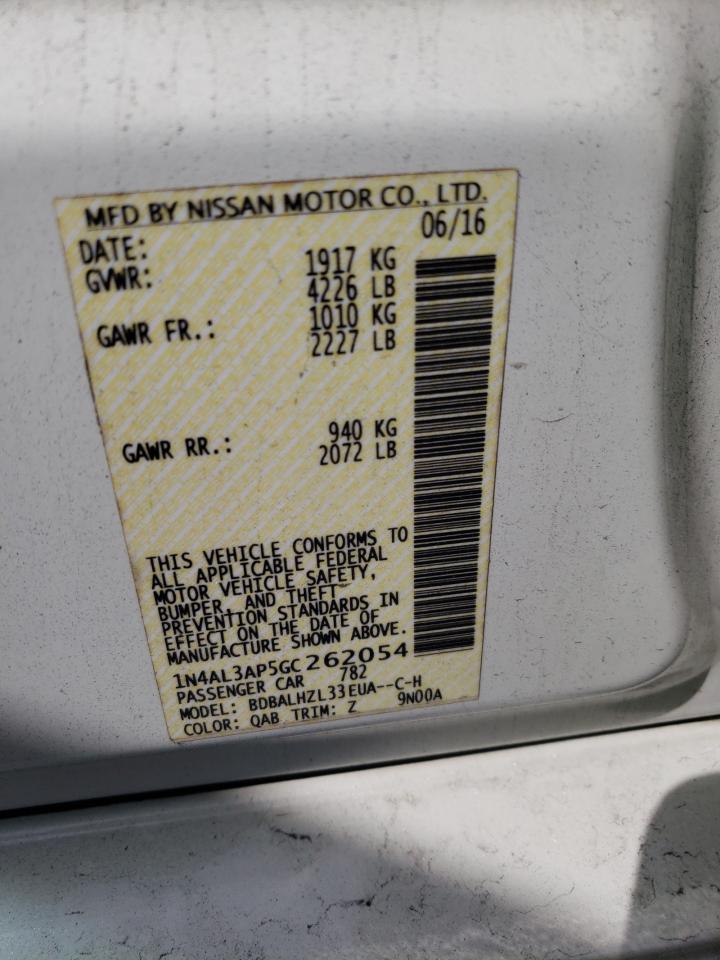 MFD BY NISSAN MOTOR CO., LTD.
DATE: 06/16
GVWR: 1917 KG
4226 LB
GAWR FR.: 1010 KG
2227 LB
GAWR RR.: 940 KG
2072 LB
THIS VEHICLE CONFORMS TO
ALL APPLICABLE FEDERAL
MOTOR VEHICLE SAFETY,
BUMPER, AND THEFT
PREVENTION STANDARDS IN
EFFECT ON THE DATE OF
MANUFACTURE SHOWN ABOVE.
1N4AL3AP5GC262054
PASSENGER CAR 782
MODEL: BDBALHZL33EUA--C-H
COLOR: QAB TRIM: Z 9N00A